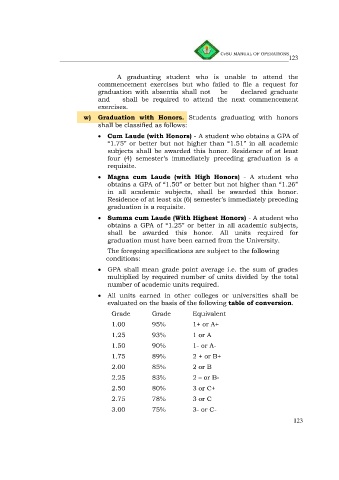 CvSU MANUAL OF OPERATIONS
123
A graduating student who is unable to attend the
commencement exercises but who failed to file a request for
graduation with absentia shall not be declared graduate
and shall be required to attend the next commencement
exercises.
w) Graduation with Honors. Students graduating with honors
shall be classified as follows:
• Cum Laude (with Honors) - A student who obtains a GPA of
“1.75” or better but not higher than “1.51” in all academic
subjects shall be awarded this honor. Residence of at least
four (4) semester’s immediately preceding graduation is a
requisite.
• Magna cum Laude (with High Honors) - A student who
obtains a GPA of “1.50” or better but not higher than “1.26”
in all academic subjects, shall be awarded this honor.
Residence of at least six (6) semester’s immediately preceding
graduation is a requisite.
• Summa cum Laude (With Highest Honors) - A student who
obtains a GPA of “1.25” or better in all academic subjects,
shall be awarded this honor. All units required for
graduation must have been earned from the University.
The foregoing specifications are subject to the following
conditions:
• GPA shall mean grade point average i.e. the sum of grades
multiplied by required number of units divided by the total
number of academic units required.
• All units earned in other colleges or universities shall be
evaluated on the basis of the following table of conversion.
Grade Grade Equivalent
1.00 95% 1+ or A+
1.25 93% 1 or A
1.50 90% 1- or A-
1.75 89% 2 + or B+
2.00 85% 2 or B
2.25 83% 2 – or B-
2.50 80% 3 or C+
2.75 78% 3 or C
3.00 75% 3- or C-
123